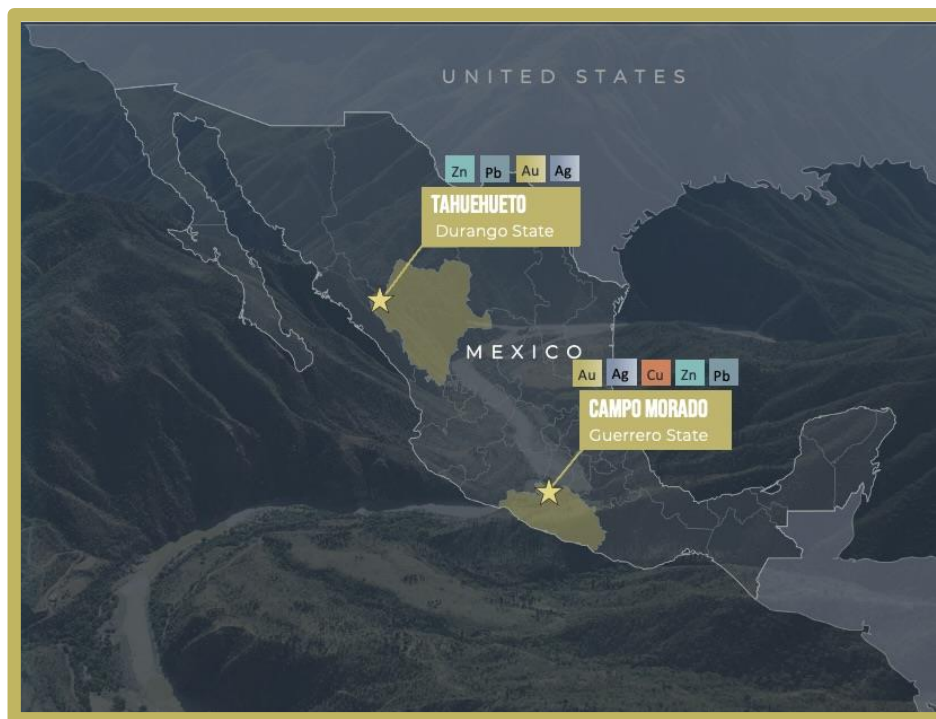 UNITED STATES
Zn Pb Au Ag
TAHUEHUETO
Durango State
MEXICO
Au Ag Cu Zn Pb
CAMPO MORADO
Guerrero State